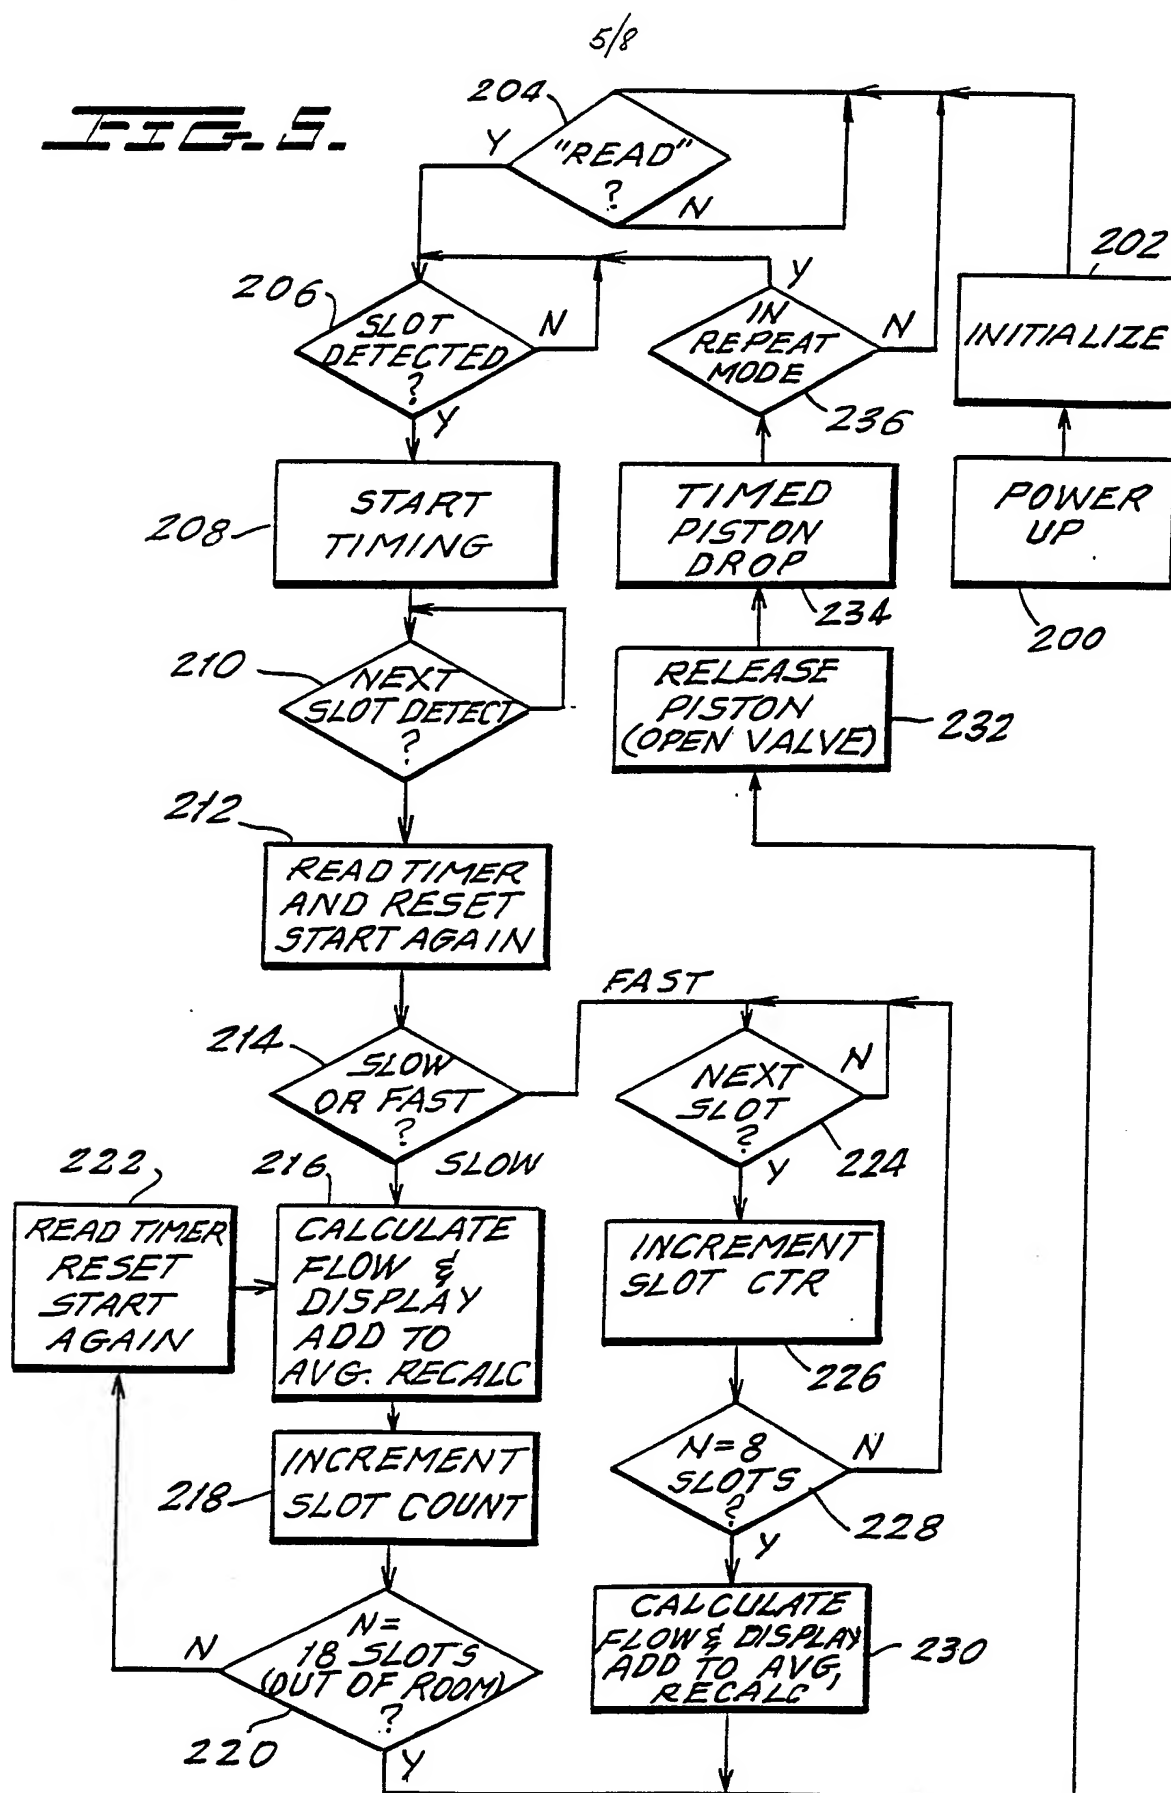 5/8
FIG. 5.
204
"READ"
?
Y
N
202
INITIALIZE
206
SLOT
DETECTED
?
N
Y
Y
IN
REPEAT
MODE
N
236
208
START
TIMING
TIMED
PISTON
DROP
234
POWER
UP
200
210
NEXT
SLOT DETECT
?
RELEASE
PISTON
(OPEN VALVE)
232
212
READ TIMER
AND RESET
START AGAIN
FAST
214
SLOW
OR FAST
?
SLOW
NEXT
SLOT
?
N
Y
224
222
READ TIMER
RESET
START
AGAIN
216
CALCULATE
FLOW &
DISPLAY
ADD TO
AVG. RECALC
INCREMENT
SLOT CTR
226
218
INCREMENT
SLOT COUNT
N=8
SLOTS
?
N
Y
228
N
N=
18 SLOTS
(OUT OF ROOM)
?
220
Y
CALCULATE
FLOW & DISPLAY
ADD TO AVG,
RECALC
230